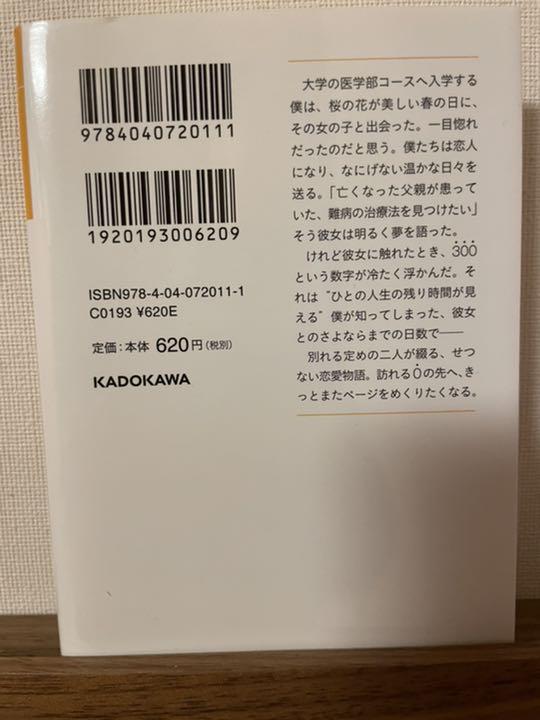 9784040720111
1920193006209
ISBN978-4-04-072011-1
C0193 ¥620E
定価：本体 620円（税別）
KADOKAWA
大学の医学部コースへ入学する
僕は、桜の花が美しい春の日に、
その女の子と出会った。一目惚れ
だったのだと思う。僕たちは恋人
になり、なにげない温かな日々を
送る。「亡くなった父親が患って
いた、難病の治療法を見つけたい」
そう彼女は明るく夢を語った。
けれど彼女に触れたとき、300
という数字が冷たく浮かんだ。そ
れは“ひとの人生の残り時間が見
える”僕が知ってしまった、彼女
とのさよならまでの日数で──
別れる定めの二人が綴る、せつ
ない恋愛物語。訪れる0の先へ、き
っとまたページをめくりたくなる。